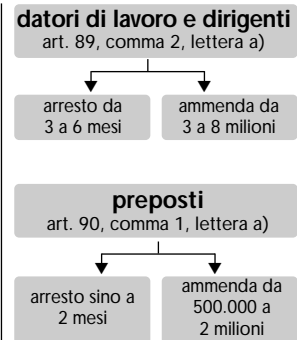 datori di lavoro e dirigenti
art. 89, comma 2, lettera a)
arresto da
3 a 6 mesi
ammenda da
3 a 8 milioni
preposti
art. 90, comma 1, lettera a)
arresto sino a
2 mesi
ammenda da
500.000 a
2 milioni